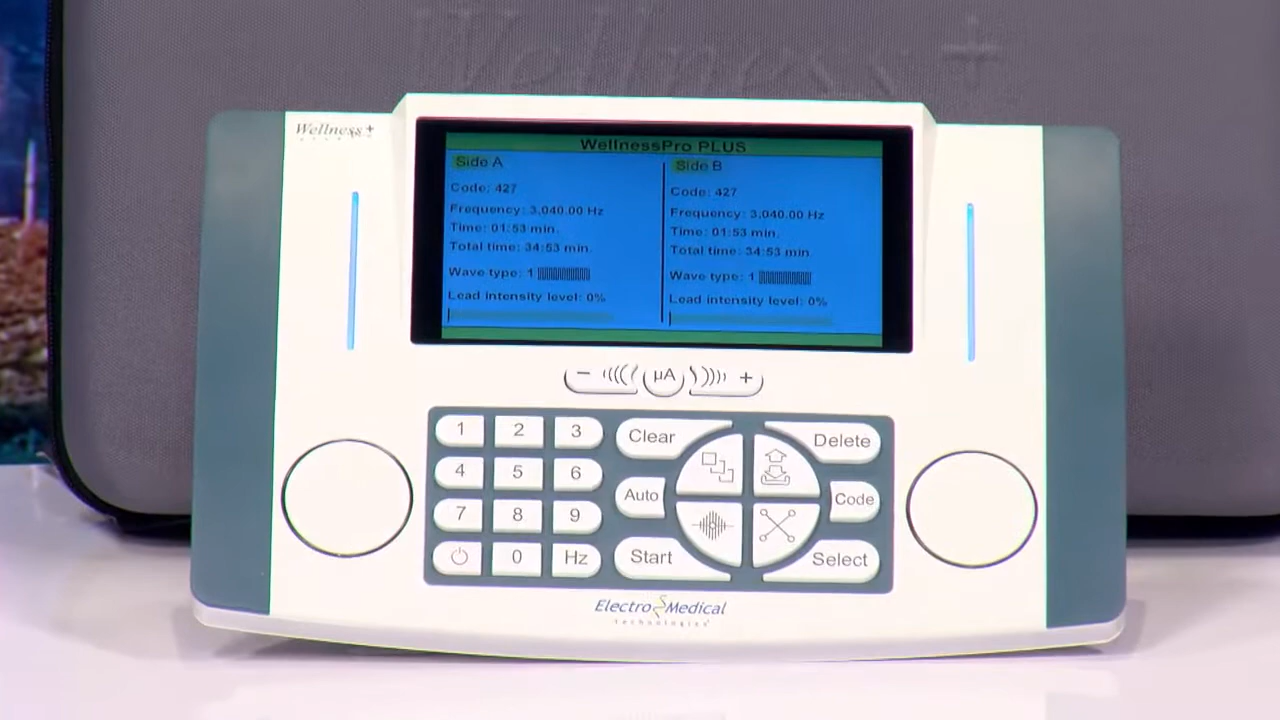 Wellness +
Wellness+
WellnessPro PLUS
Side A
Code: 427
Frequency: 3,040.00 Hz
Time: 01:53 min.
Total time: 34:53 min.
Wave type: 1
Lead intensity level: 0%
Side B
Code: 427
Frequency: 3,040.00 Hz
Time: 01:53 min.
Total time: 34:53 min
Wave type: 1
Lead intensity level: 0%
− µA +
1 2 3 Clear Delete
4 5 6 Auto Code
7 8 9
0 Hz Start Select
Electro Medical
Technologies